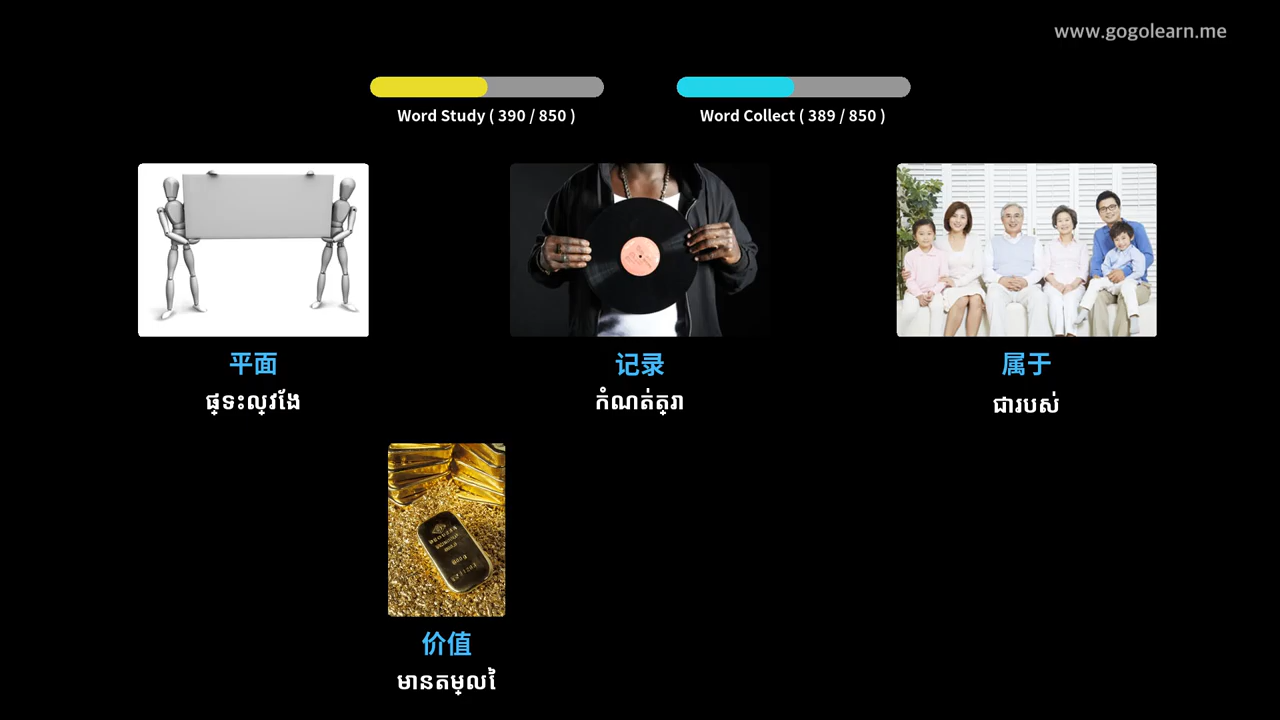 www.gogolearn.me
Word Study ( 390 / 850 )
Word Collect ( 389 / 850 )
平面
ផ្ទះល្វែង
记录
កំណត់ត្រា
属于
ជារបស់
价值
មានតម្លៃ